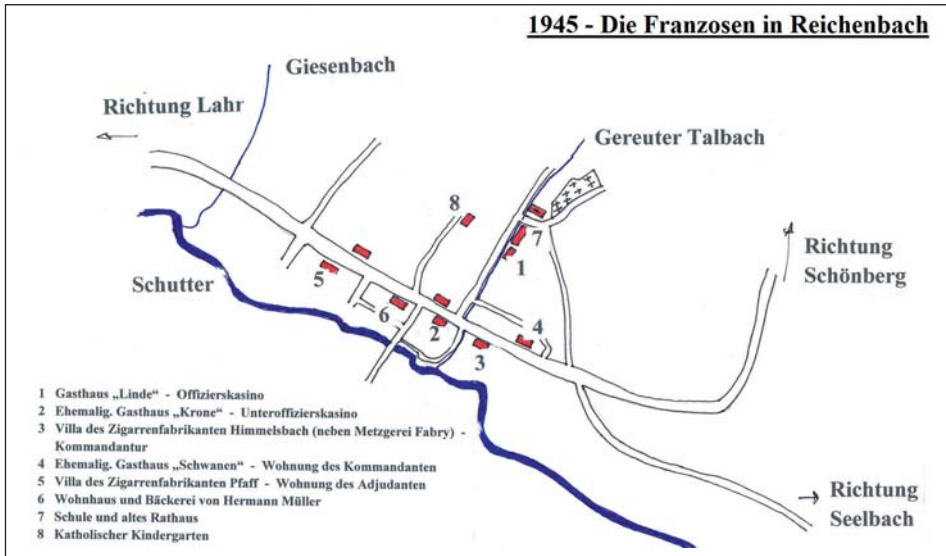 1945 - Die Franzosen in Reichenbach
Giesenbach
Richtung Lahr
Gereuter Talbach
8
7
1
Richtung
Schönberg
5
Schutter
6
2
4
3
1 Gasthaus „Linde“ - Offizierskasino
2 Ehemalig. Gasthaus „Krone“ - Unteroffizierskasino
3 Villa des Zigarrenfabrikanten Himmelsbach (neben Metzgerei Fabry) -
Kommandantur
4 Ehemalig. Gasthaus „Schwanen“ - Wohnung des Kommandanten
5 Villa des Zigarrenfabrikanten Pfaff - Wohnung des Adjudanten
6 Wohnhaus und Bäckerei von Hermann Müller
7 Schule und altes Rathaus
8 Katholischer Kindergarten
Richtung
Seelbach